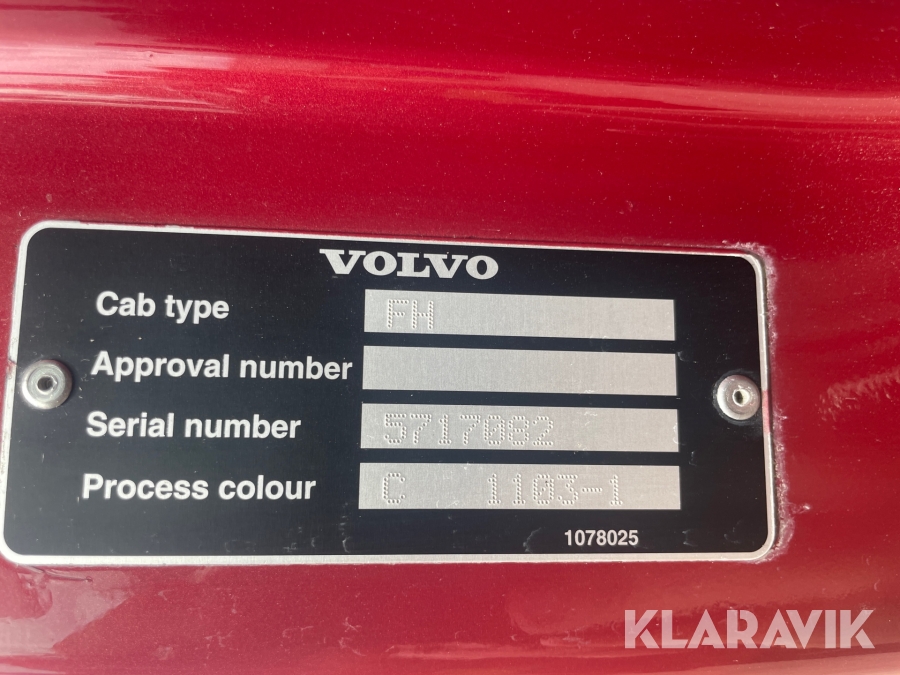 VOLVO
Cab type FH
Approval number
Serial number 5717082
Process colour C 1103-1
1078025
KLARAVIK